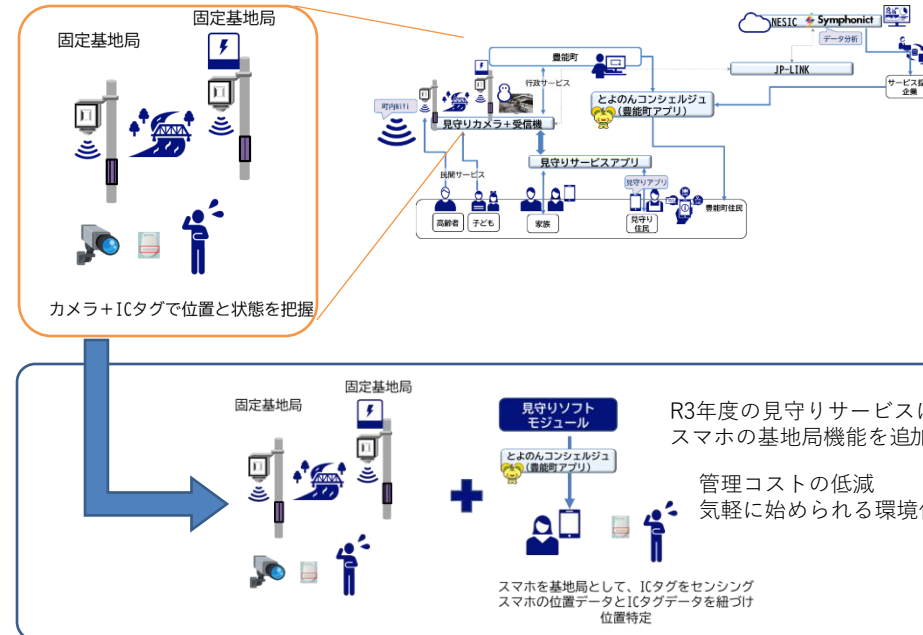 固定基地局
固定基地局
カメラ＋ICタグで位置と状態を把握
NESIC Symphonict
データ分析
豊能町
JP-LINK
行政サービス
企業
町内WiFi
とよのんコンシェルジュ
(豊能町アプリ)
見守りカメラ＋受信機
見守りサービスアプリ
民間サービス
見守りアプリ
高齢者
子ども
家族
見守り
住民
豊能町住民
固定基地局
固定基地局
見守りソフト
モジュール
とよのんコンシェルジュ
(豊能町アプリ)
スマホを基地局として、ICタグをセンシング
スマホの位置データとICタグデータを紐づけ
位置特定
R3年度の見守りサービスに
スマホの基地局機能を追加
管理コストの低減
気軽に始められる環境